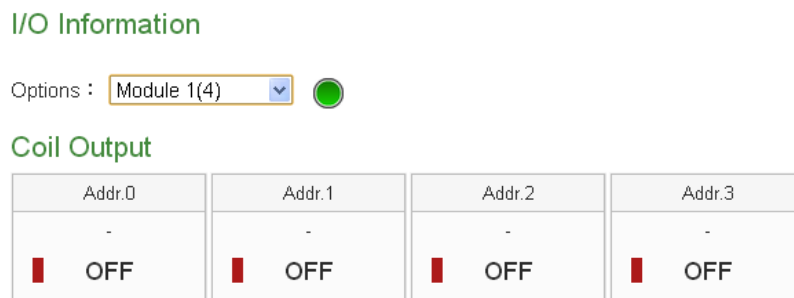 I/O Information
Options： Module 1(4)
Coil Output
Addr.0 Addr.1 Addr.2 Addr.3
- - - -
OFF OFF OFF OFF